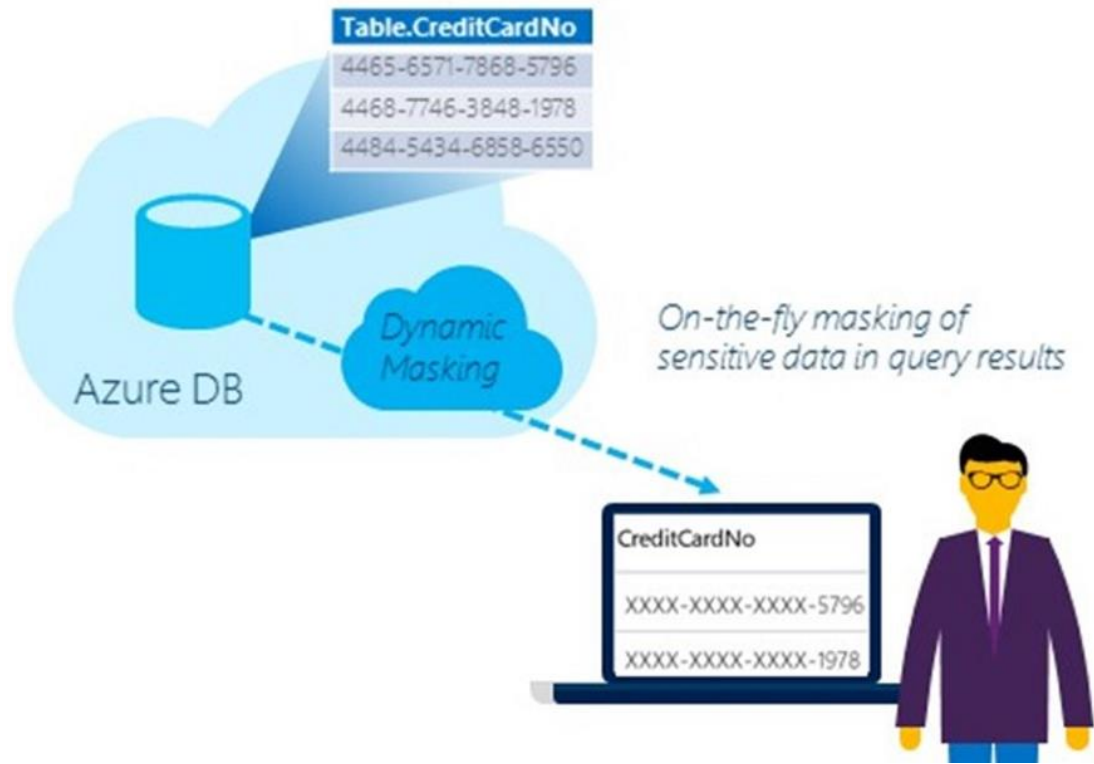 Table.CreditCardNo
4465-6571-7868-5796
4468-7746-3848-1978
4484-5434-6858-6550
Dynamic
Masking
Azure DB
On-the-fly masking of
sensitive data in query results
CreditCardNo
XXXX-XXXX-XXXX-5796
XXXX-XXXX-XXXX-1978